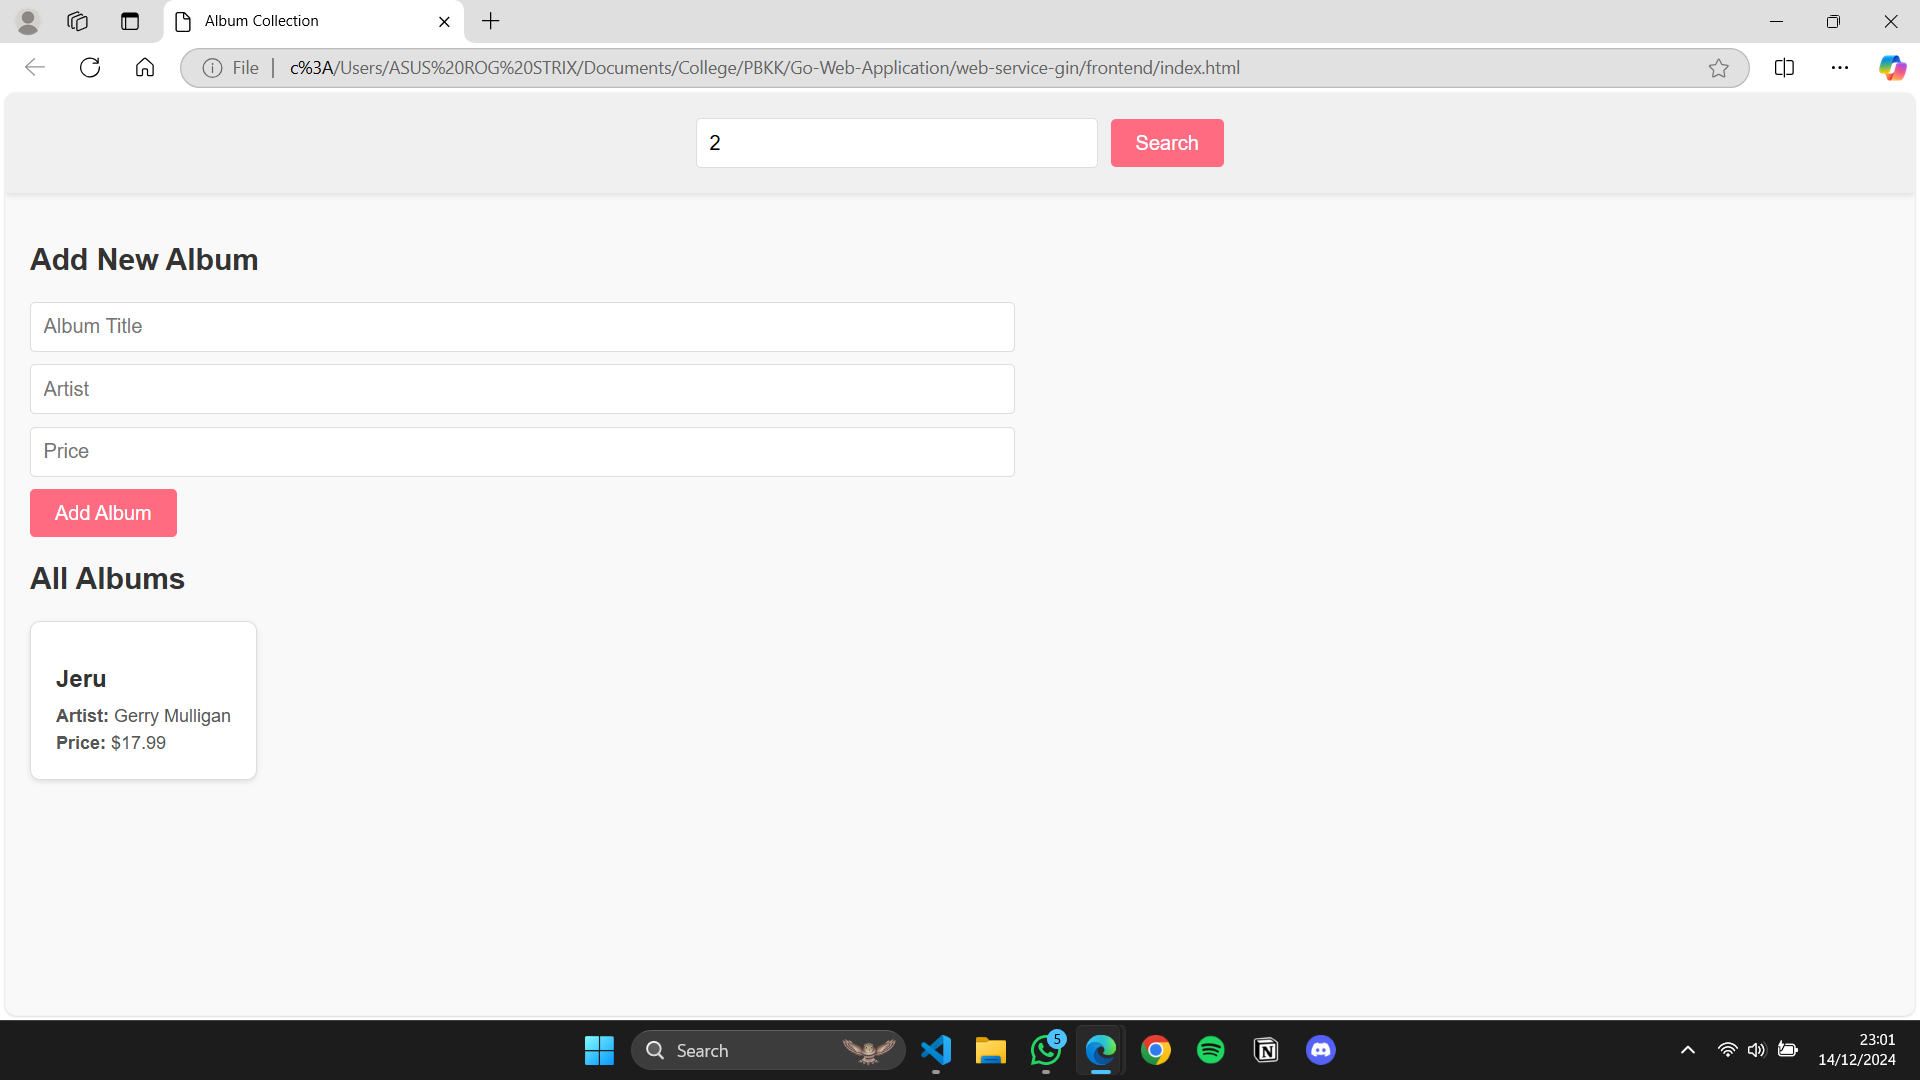 Album Collection
File
c%3A/Users/ASUS%20ROG%20STRIX/Documents/College/PBKK/Go-Web-Application/web-service-gin/frontend/index.html
2
Search
Add New Album
Album Title
Artist
Price
Add Album
All Albums
Jeru
Artist: Gerry Mulligan
Price: $17.99
Search
5
23:01
14/12/2024